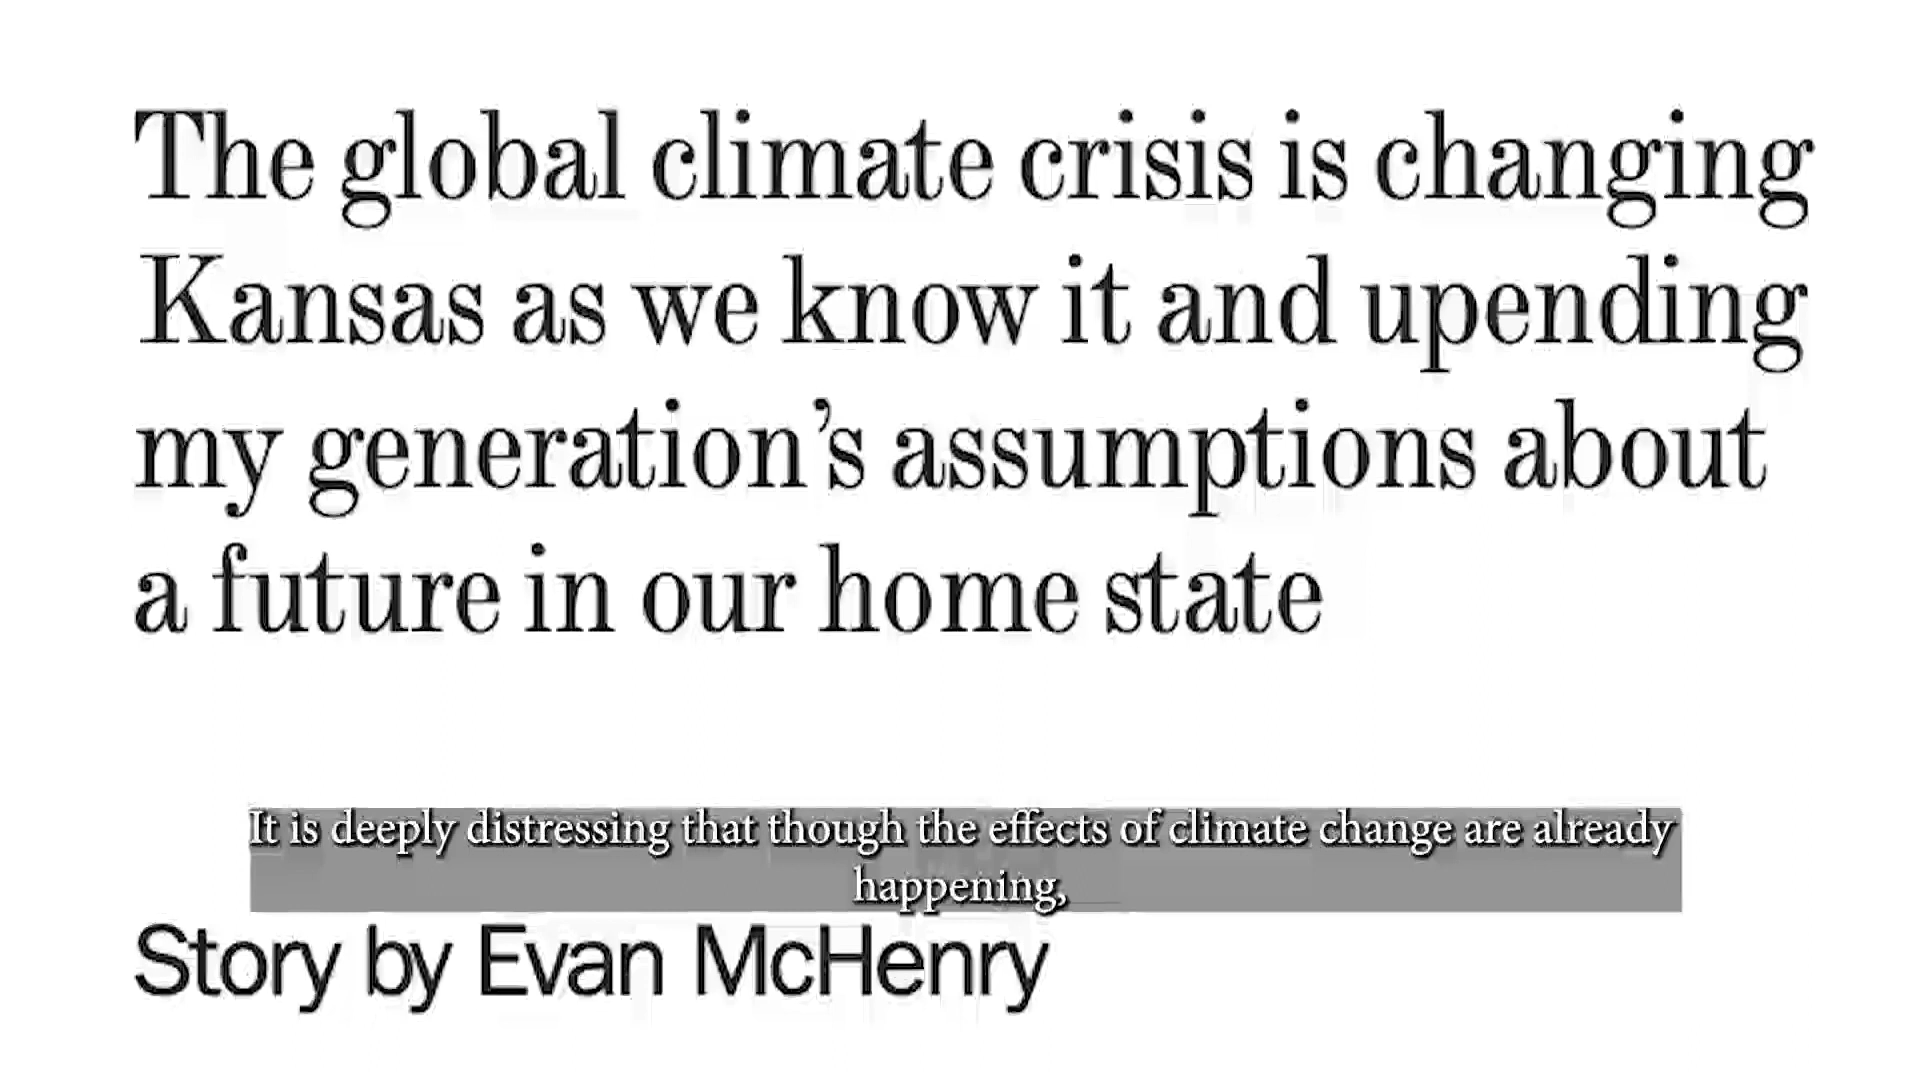 The global climate crisis is changing
Kansas as we know it and upending
my generation’s assumptions about
a future in our home state
It is deeply distressing that though the effects of climate change are already
happening,
Story by Evan McHenry